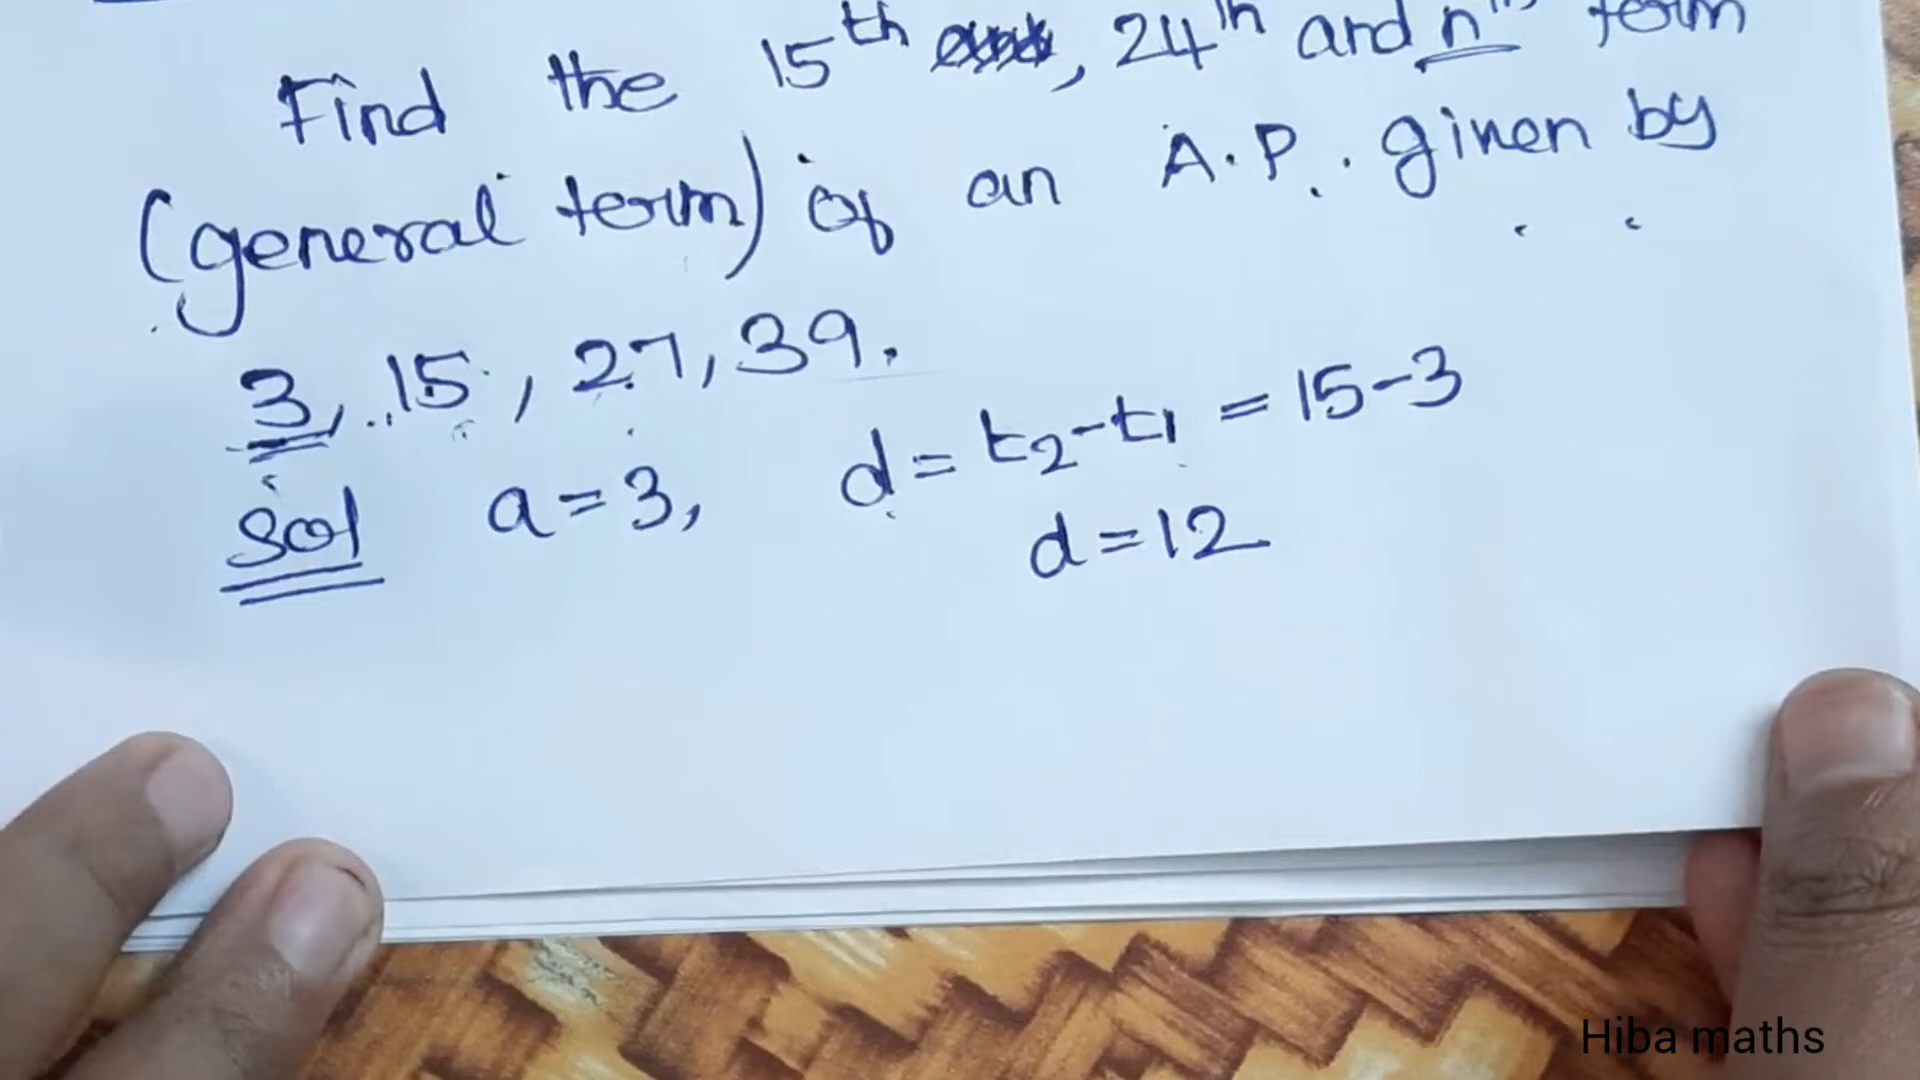 Find the 15th, 24th and nth term
(general term) of an A.P. given by
3, 15, 27, 39.
Sol a = 3, d = t2 - t1 = 15 - 3
d = 12
Hiba maths